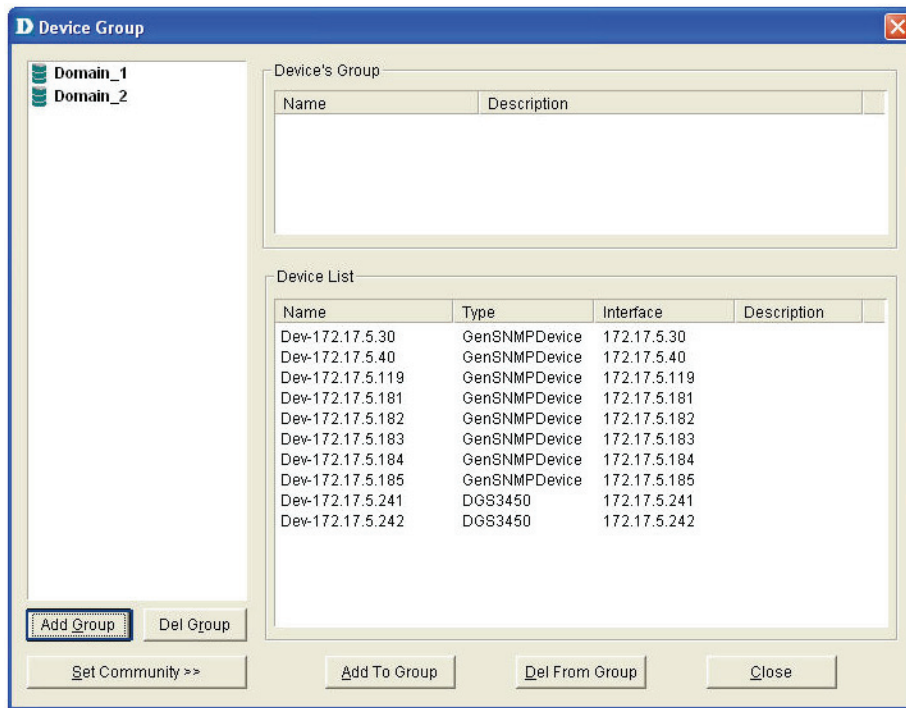 D Device Group
Domain_1
Domain_2
Device's Group
Name Description
Device List
Name Type Interface Description
Dev-172.17.5.30 GenSNMPDevice 172.17.5.30
Dev-172.17.5.40 GenSNMPDevice 172.17.5.40
Dev-172.17.5.119 GenSNMPDevice 172.17.5.119
Dev-172.17.5.181 GenSNMPDevice 172.17.5.181
Dev-172.17.5.182 GenSNMPDevice 172.17.5.182
Dev-172.17.5.183 GenSNMPDevice 172.17.5.183
Dev-172.17.5.184 GenSNMPDevice 172.17.5.184
Dev-172.17.5.185 GenSNMPDevice 172.17.5.185
Dev-172.17.5.241 DGS3450 172.17.5.241
Dev-172.17.5.242 DGS3450 172.17.5.242
Add Group Del Group
Set Community >> Add To Group Del From Group Close